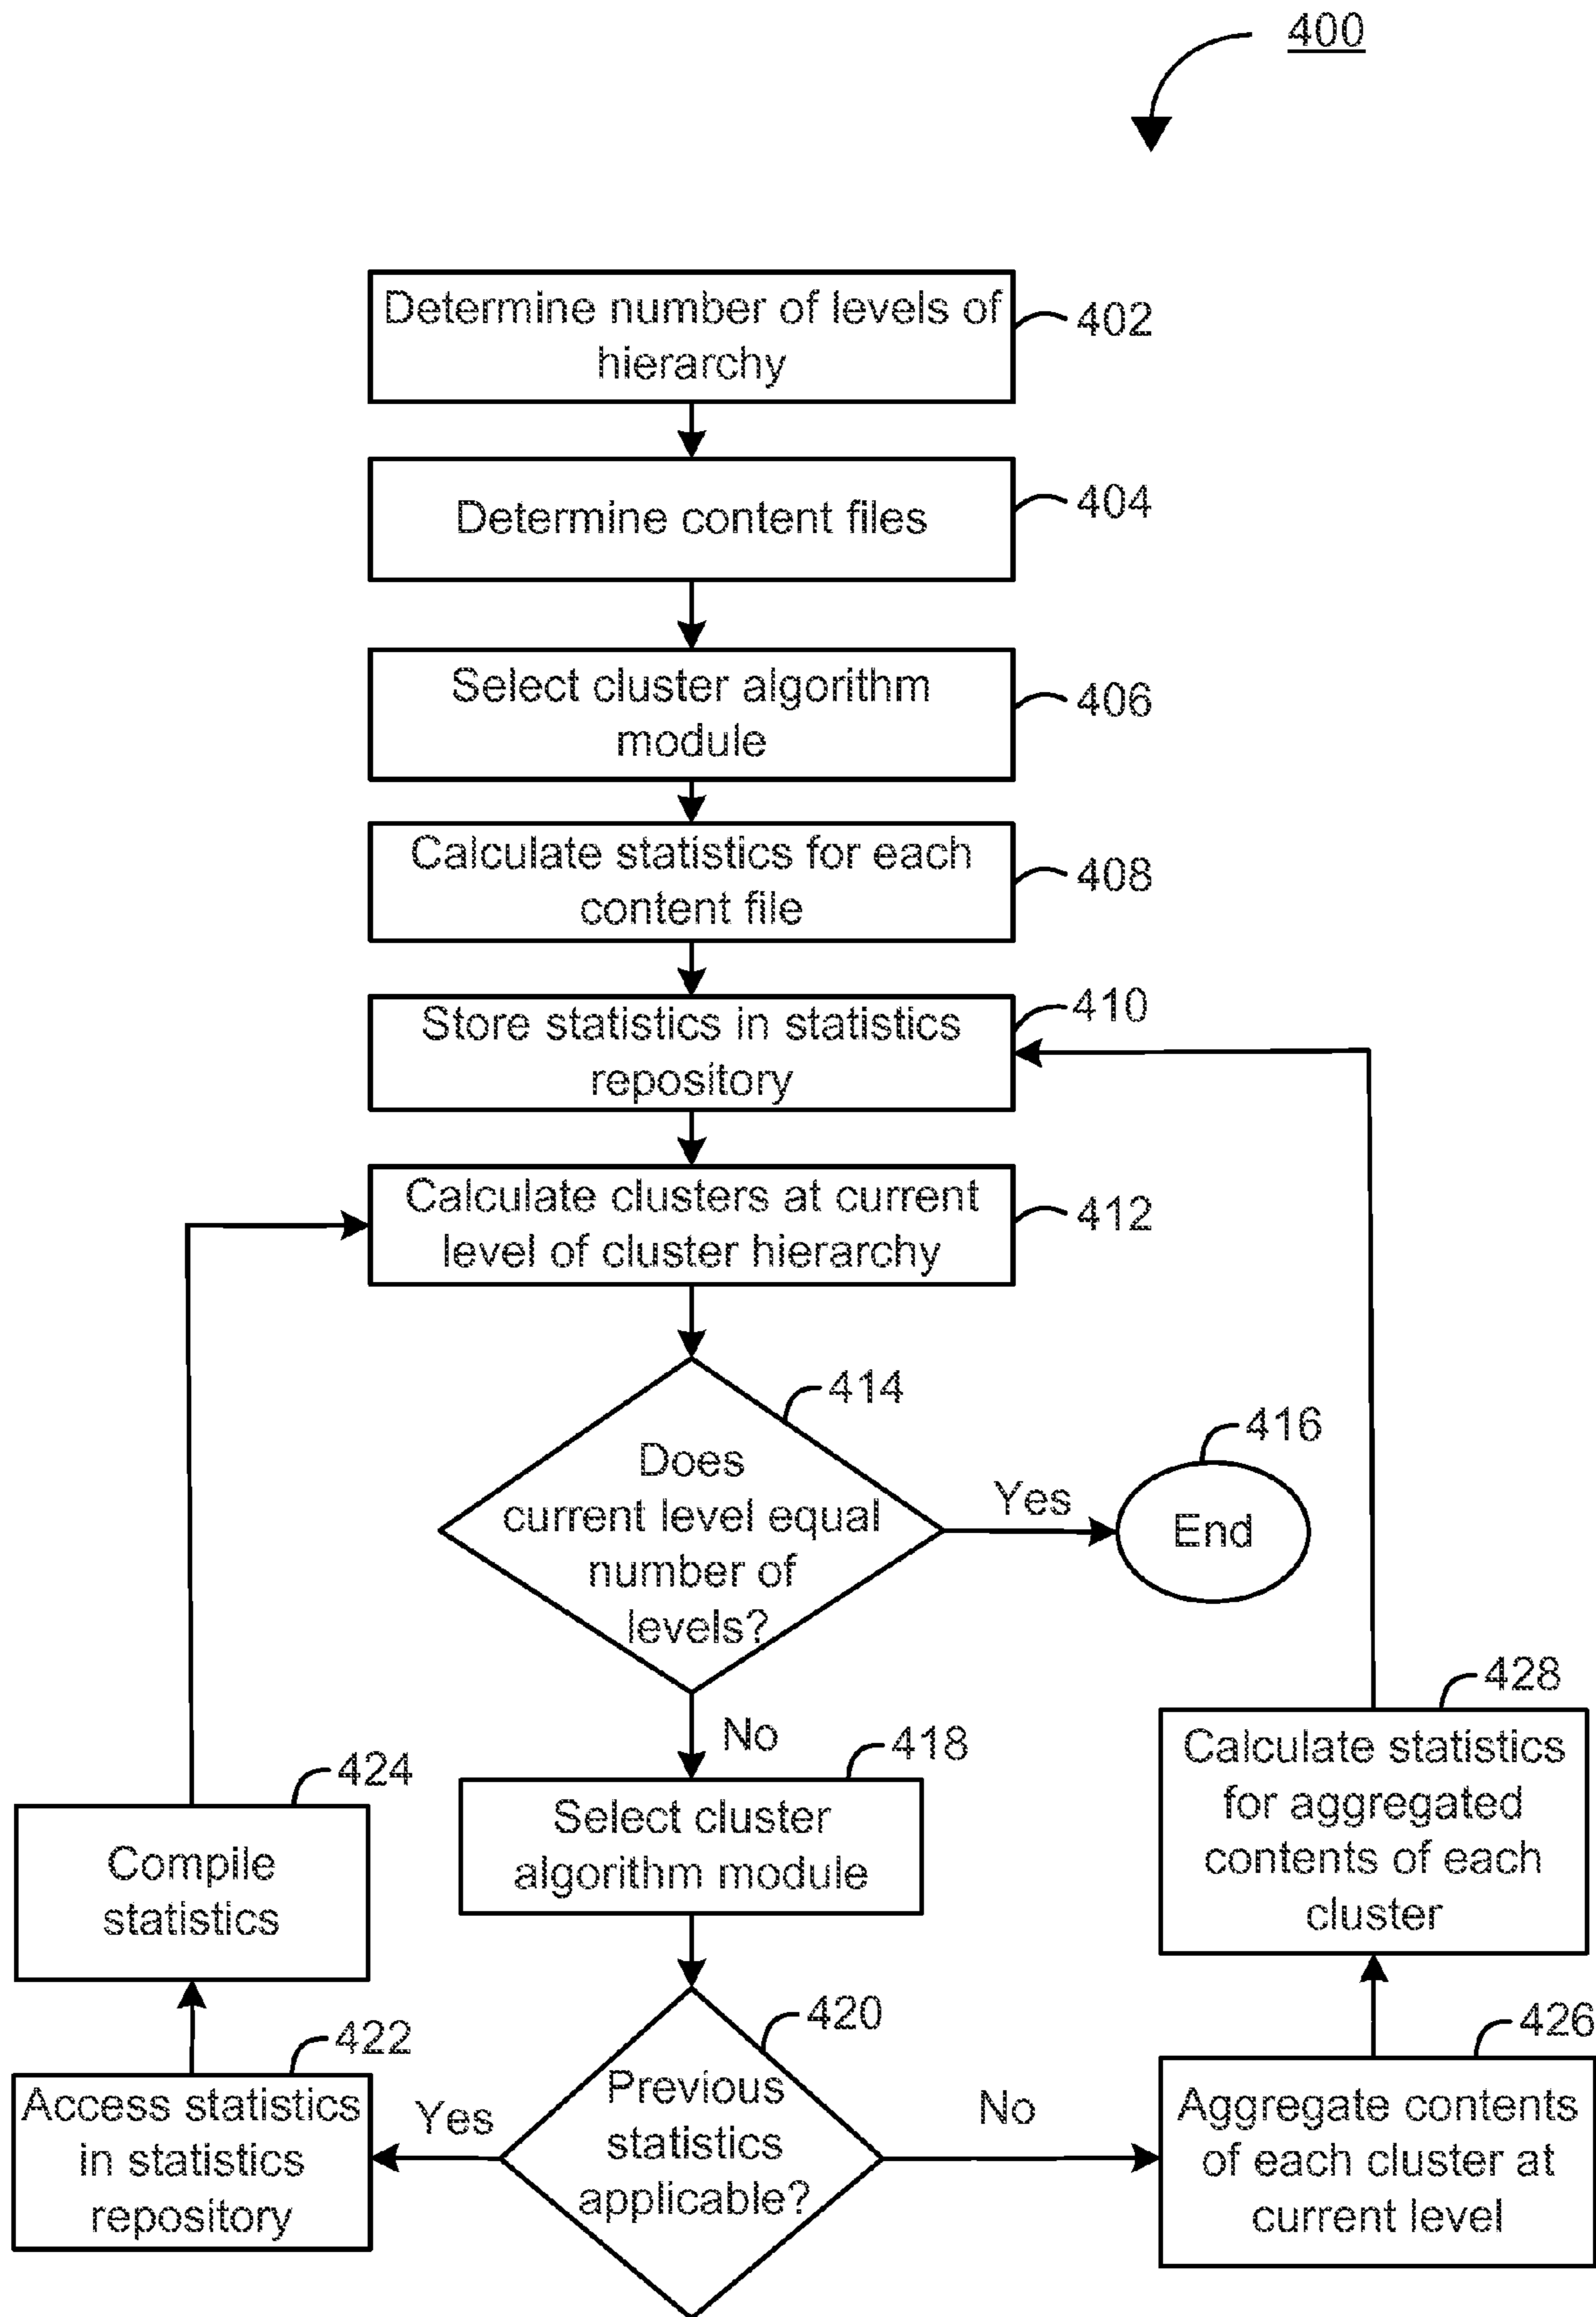 400
Determine number of levels of
hierarchy
402
Determine content files
404
Select cluster algorithm
module
406
Calculate statistics for each
content file
408
Store statistics in statistics
repository
410
Calculate clusters at current
level of cluster hierarchy
412
414
Does
current level equal
number of
levels?
Yes
416
End
No
418
Select cluster
algorithm module
420
Previous
statistics
applicable?
Yes
422
Access statistics
in statistics
repository
424
Compile
statistics
No
426
Aggregate contents
of each cluster at
current level
428
Calculate statistics
for aggregated
contents of each
cluster